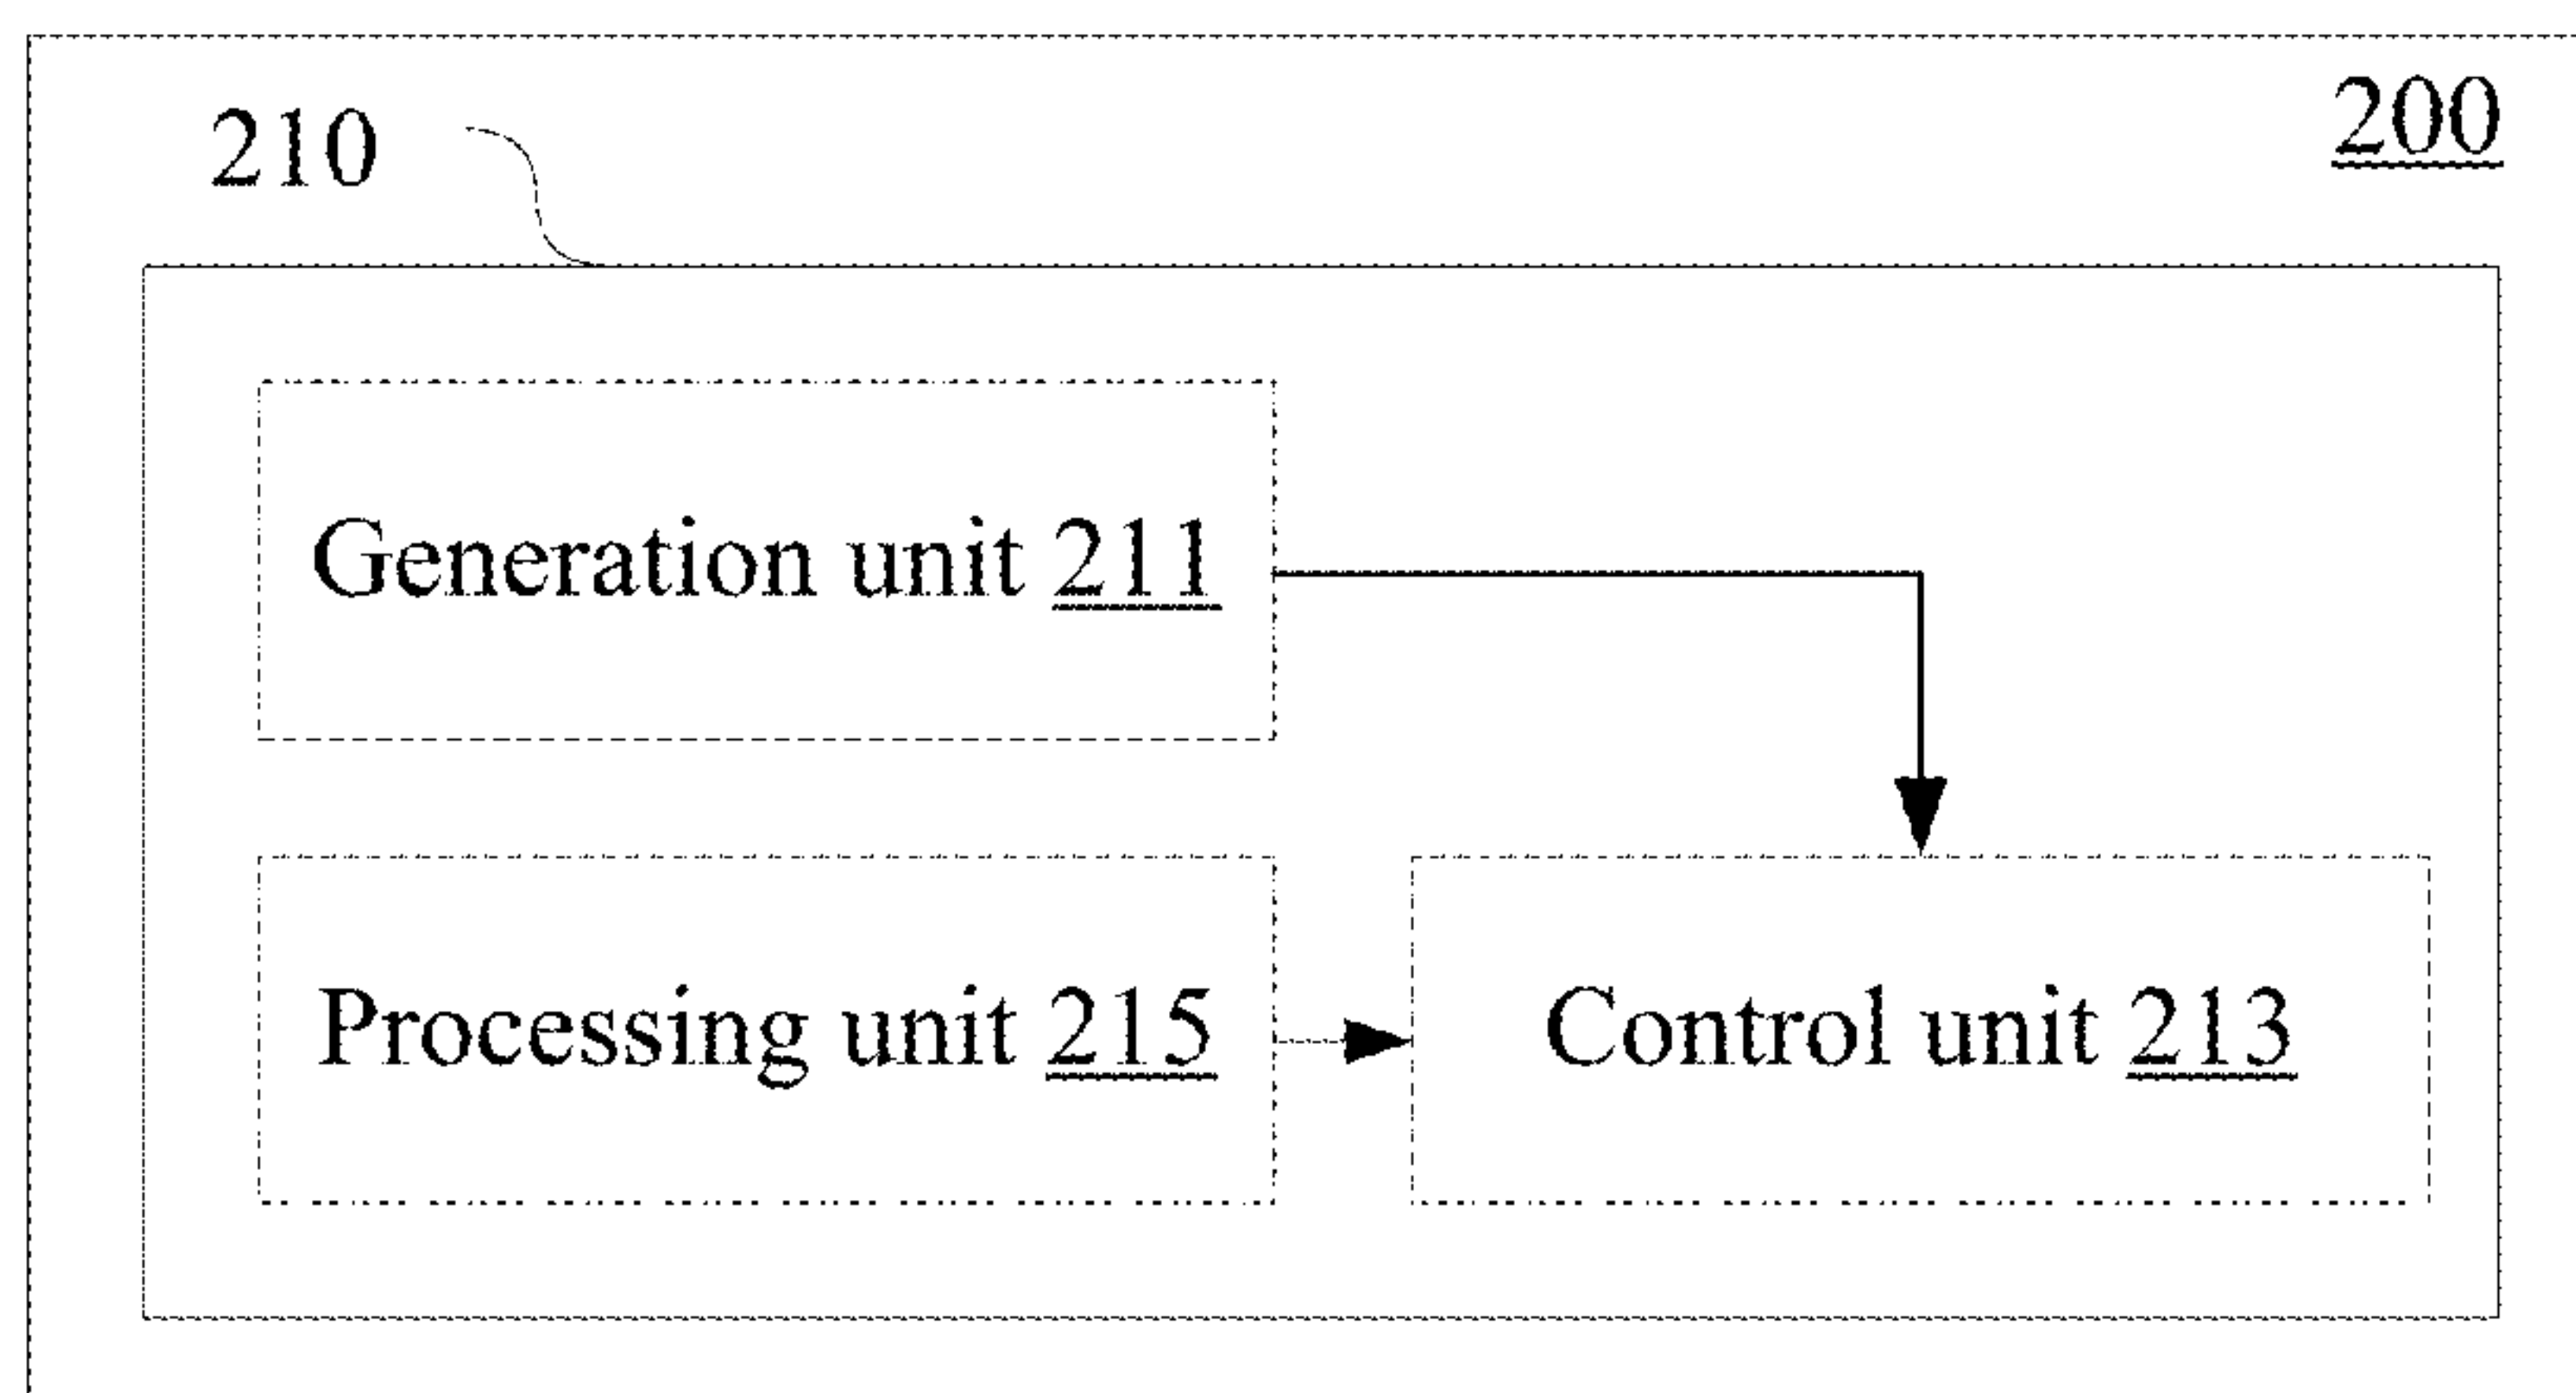 210
200
Generation unit 211
Processing unit 215
Control unit 213